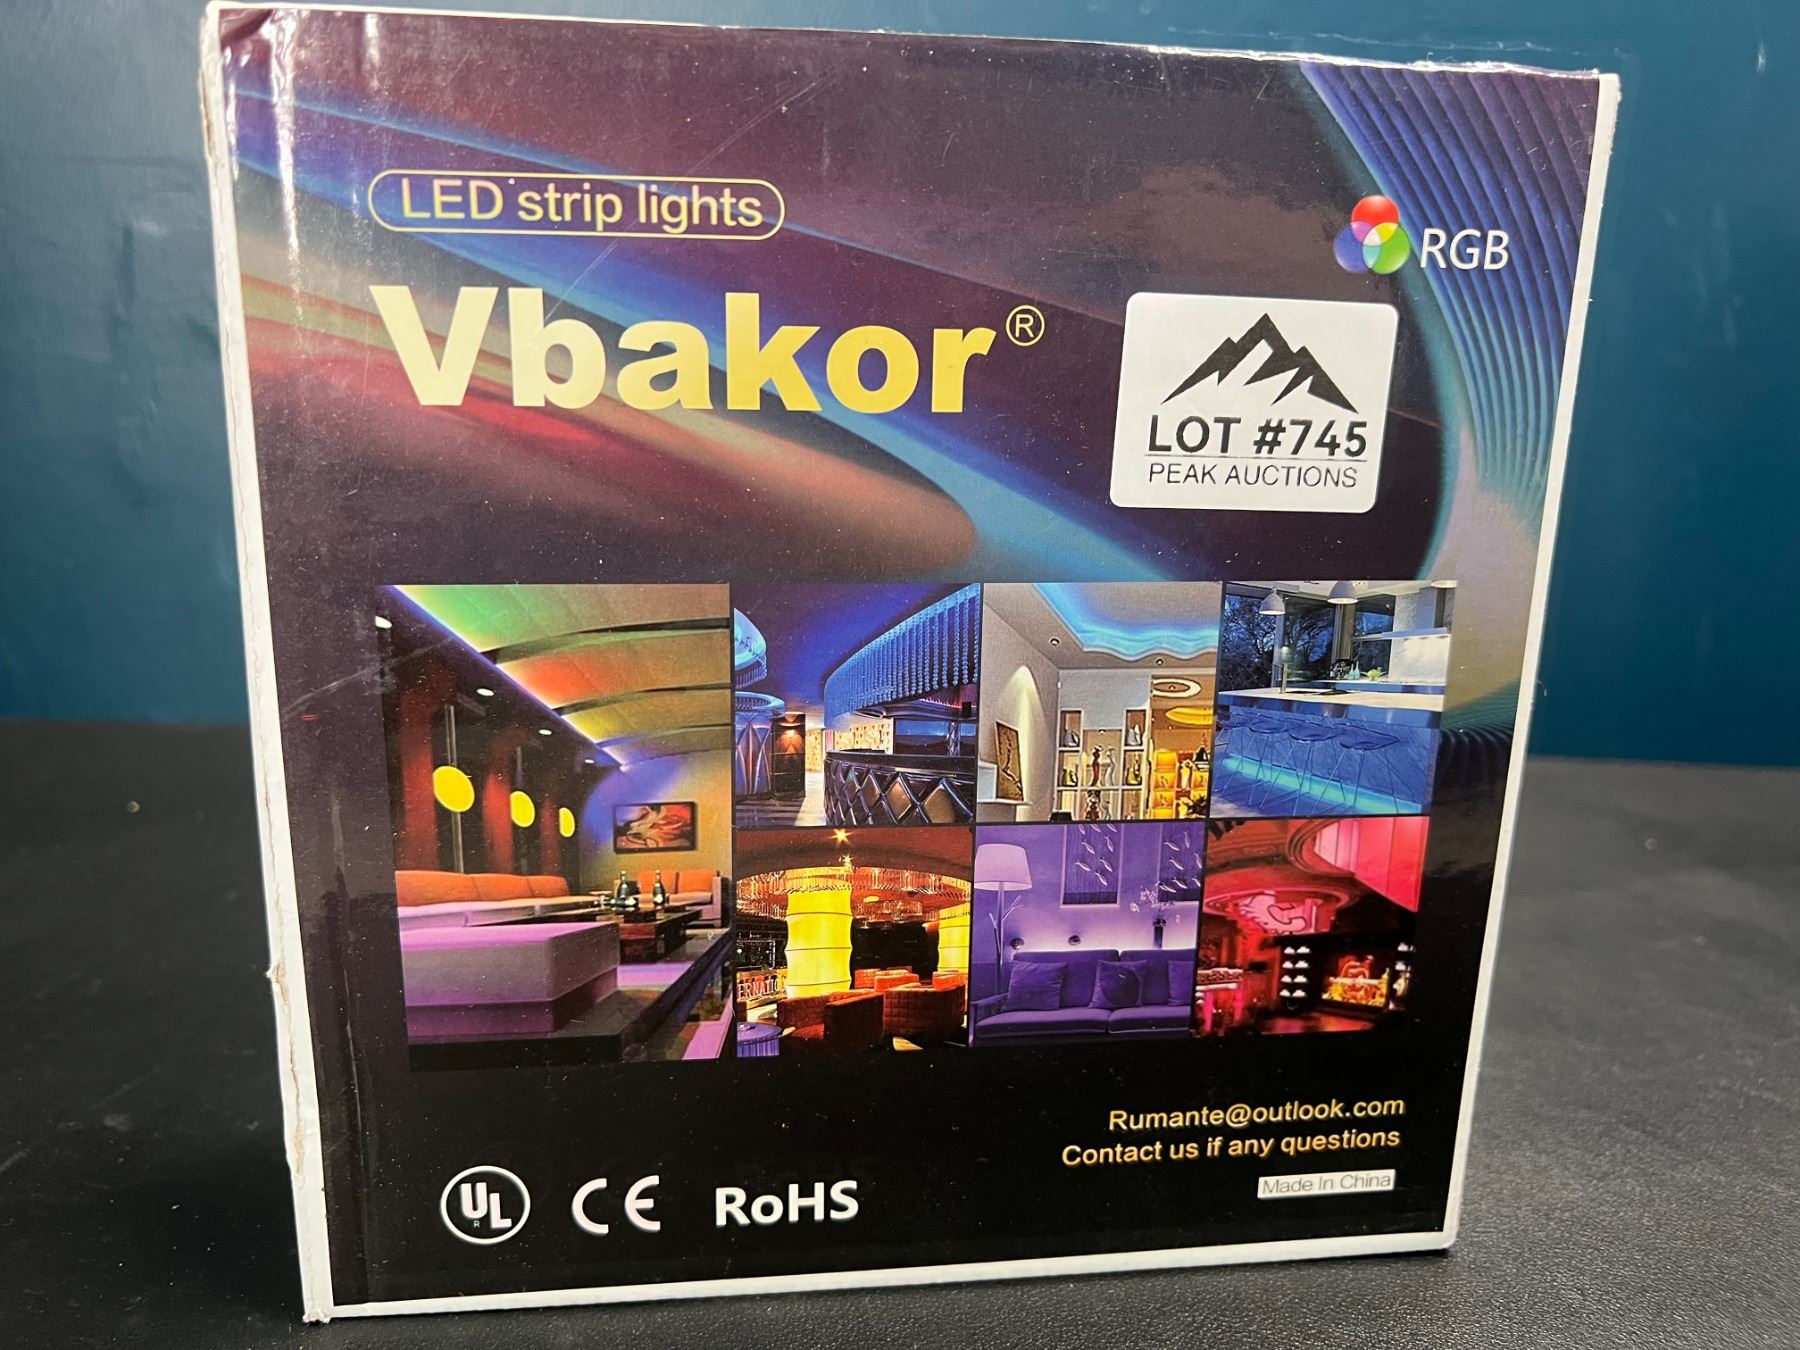 LED strip lights
RGB
Vbakor®
LOT #745
PEAK AUCTIONS
ERNATIO
Rumante@outlook.com
Contact us if any questions
Made In China
UL
R
CE
RoHS